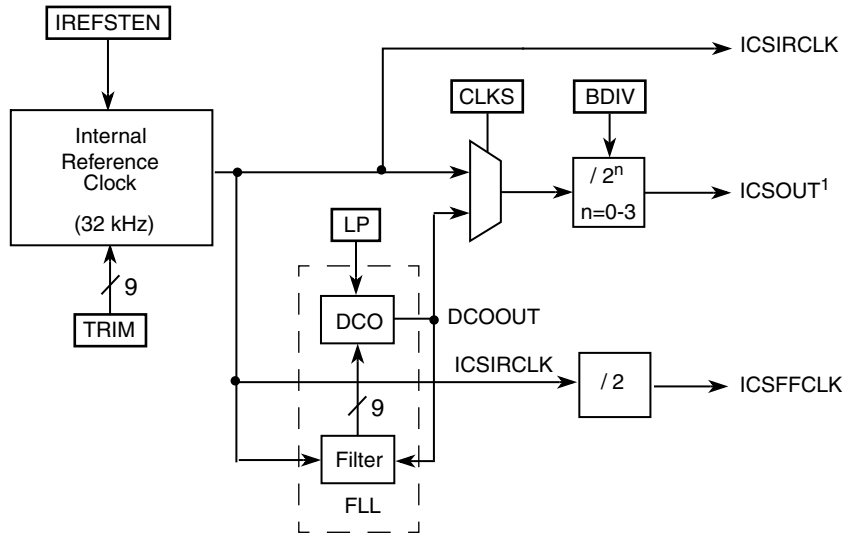 IREFSTEN
ICSIRCLK
CLKS
BDIV
Internal
Reference
Clock
(32 kHz)
/ 2ⁿ
n=0-3
ICSOUT¹
LP
9
TRIM
DCO
DCOOUT
ICSIRCLK
/ 2
ICSFFCLK
9
Filter
FLL